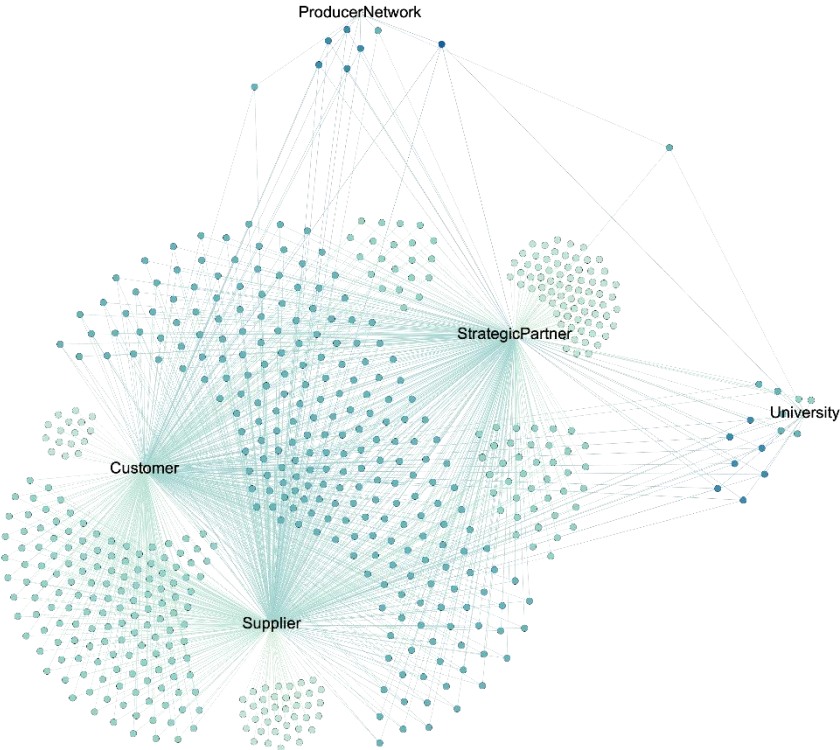 ProducerNetwork
StrategicPartner
University
Customer
Supplier